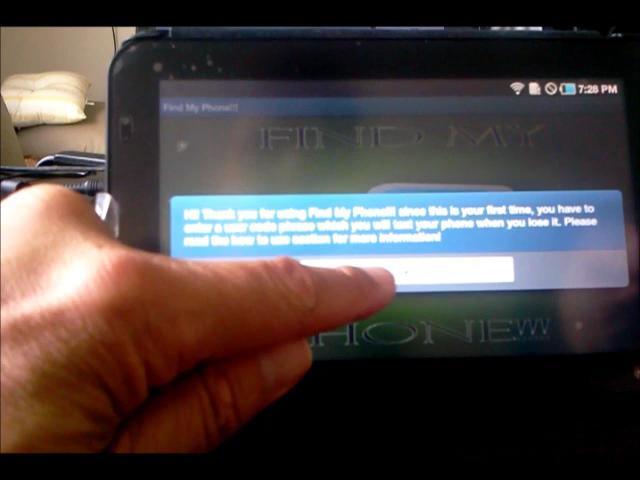 7:28 PM
Find My Phone!!!
FIND MY
Hi! Thank you for using Find My Phone!!! since this is your first time, you have to
enter a user code phrase which you will text your phone when you lose it. Please
read the how to use section for more information!